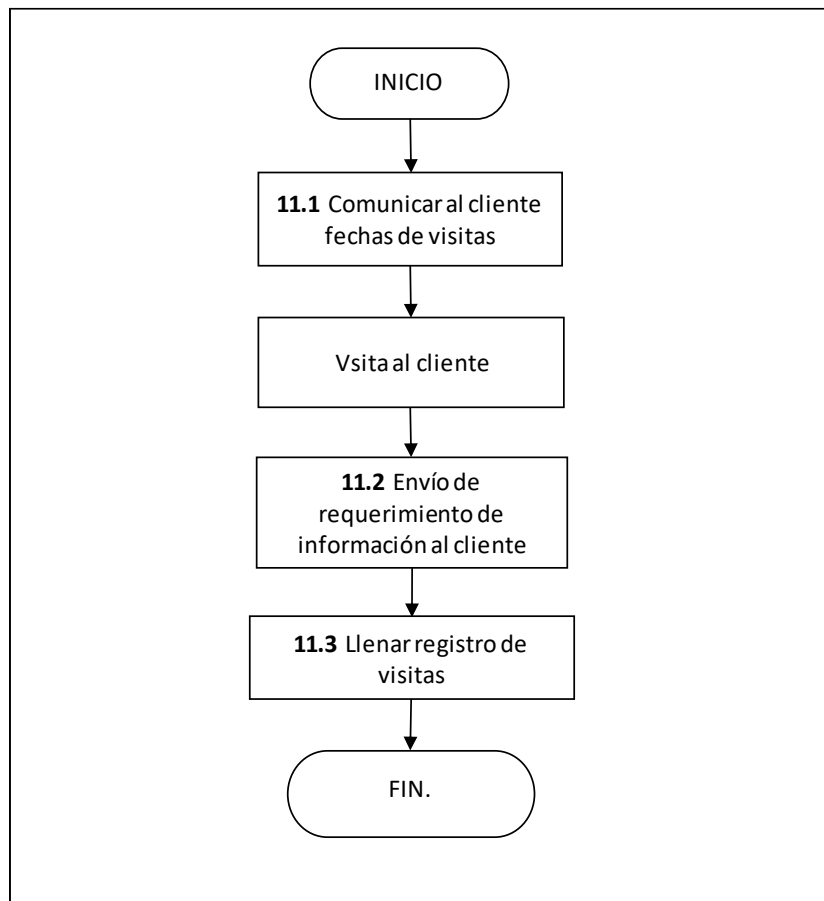 INICIO
11.1 Comunicar al cliente
fechas de visitas
Vsita al cliente
11.2 Envío de
requerimiento de
información al cliente
11.3 Llenar registro de
visitas
FIN.